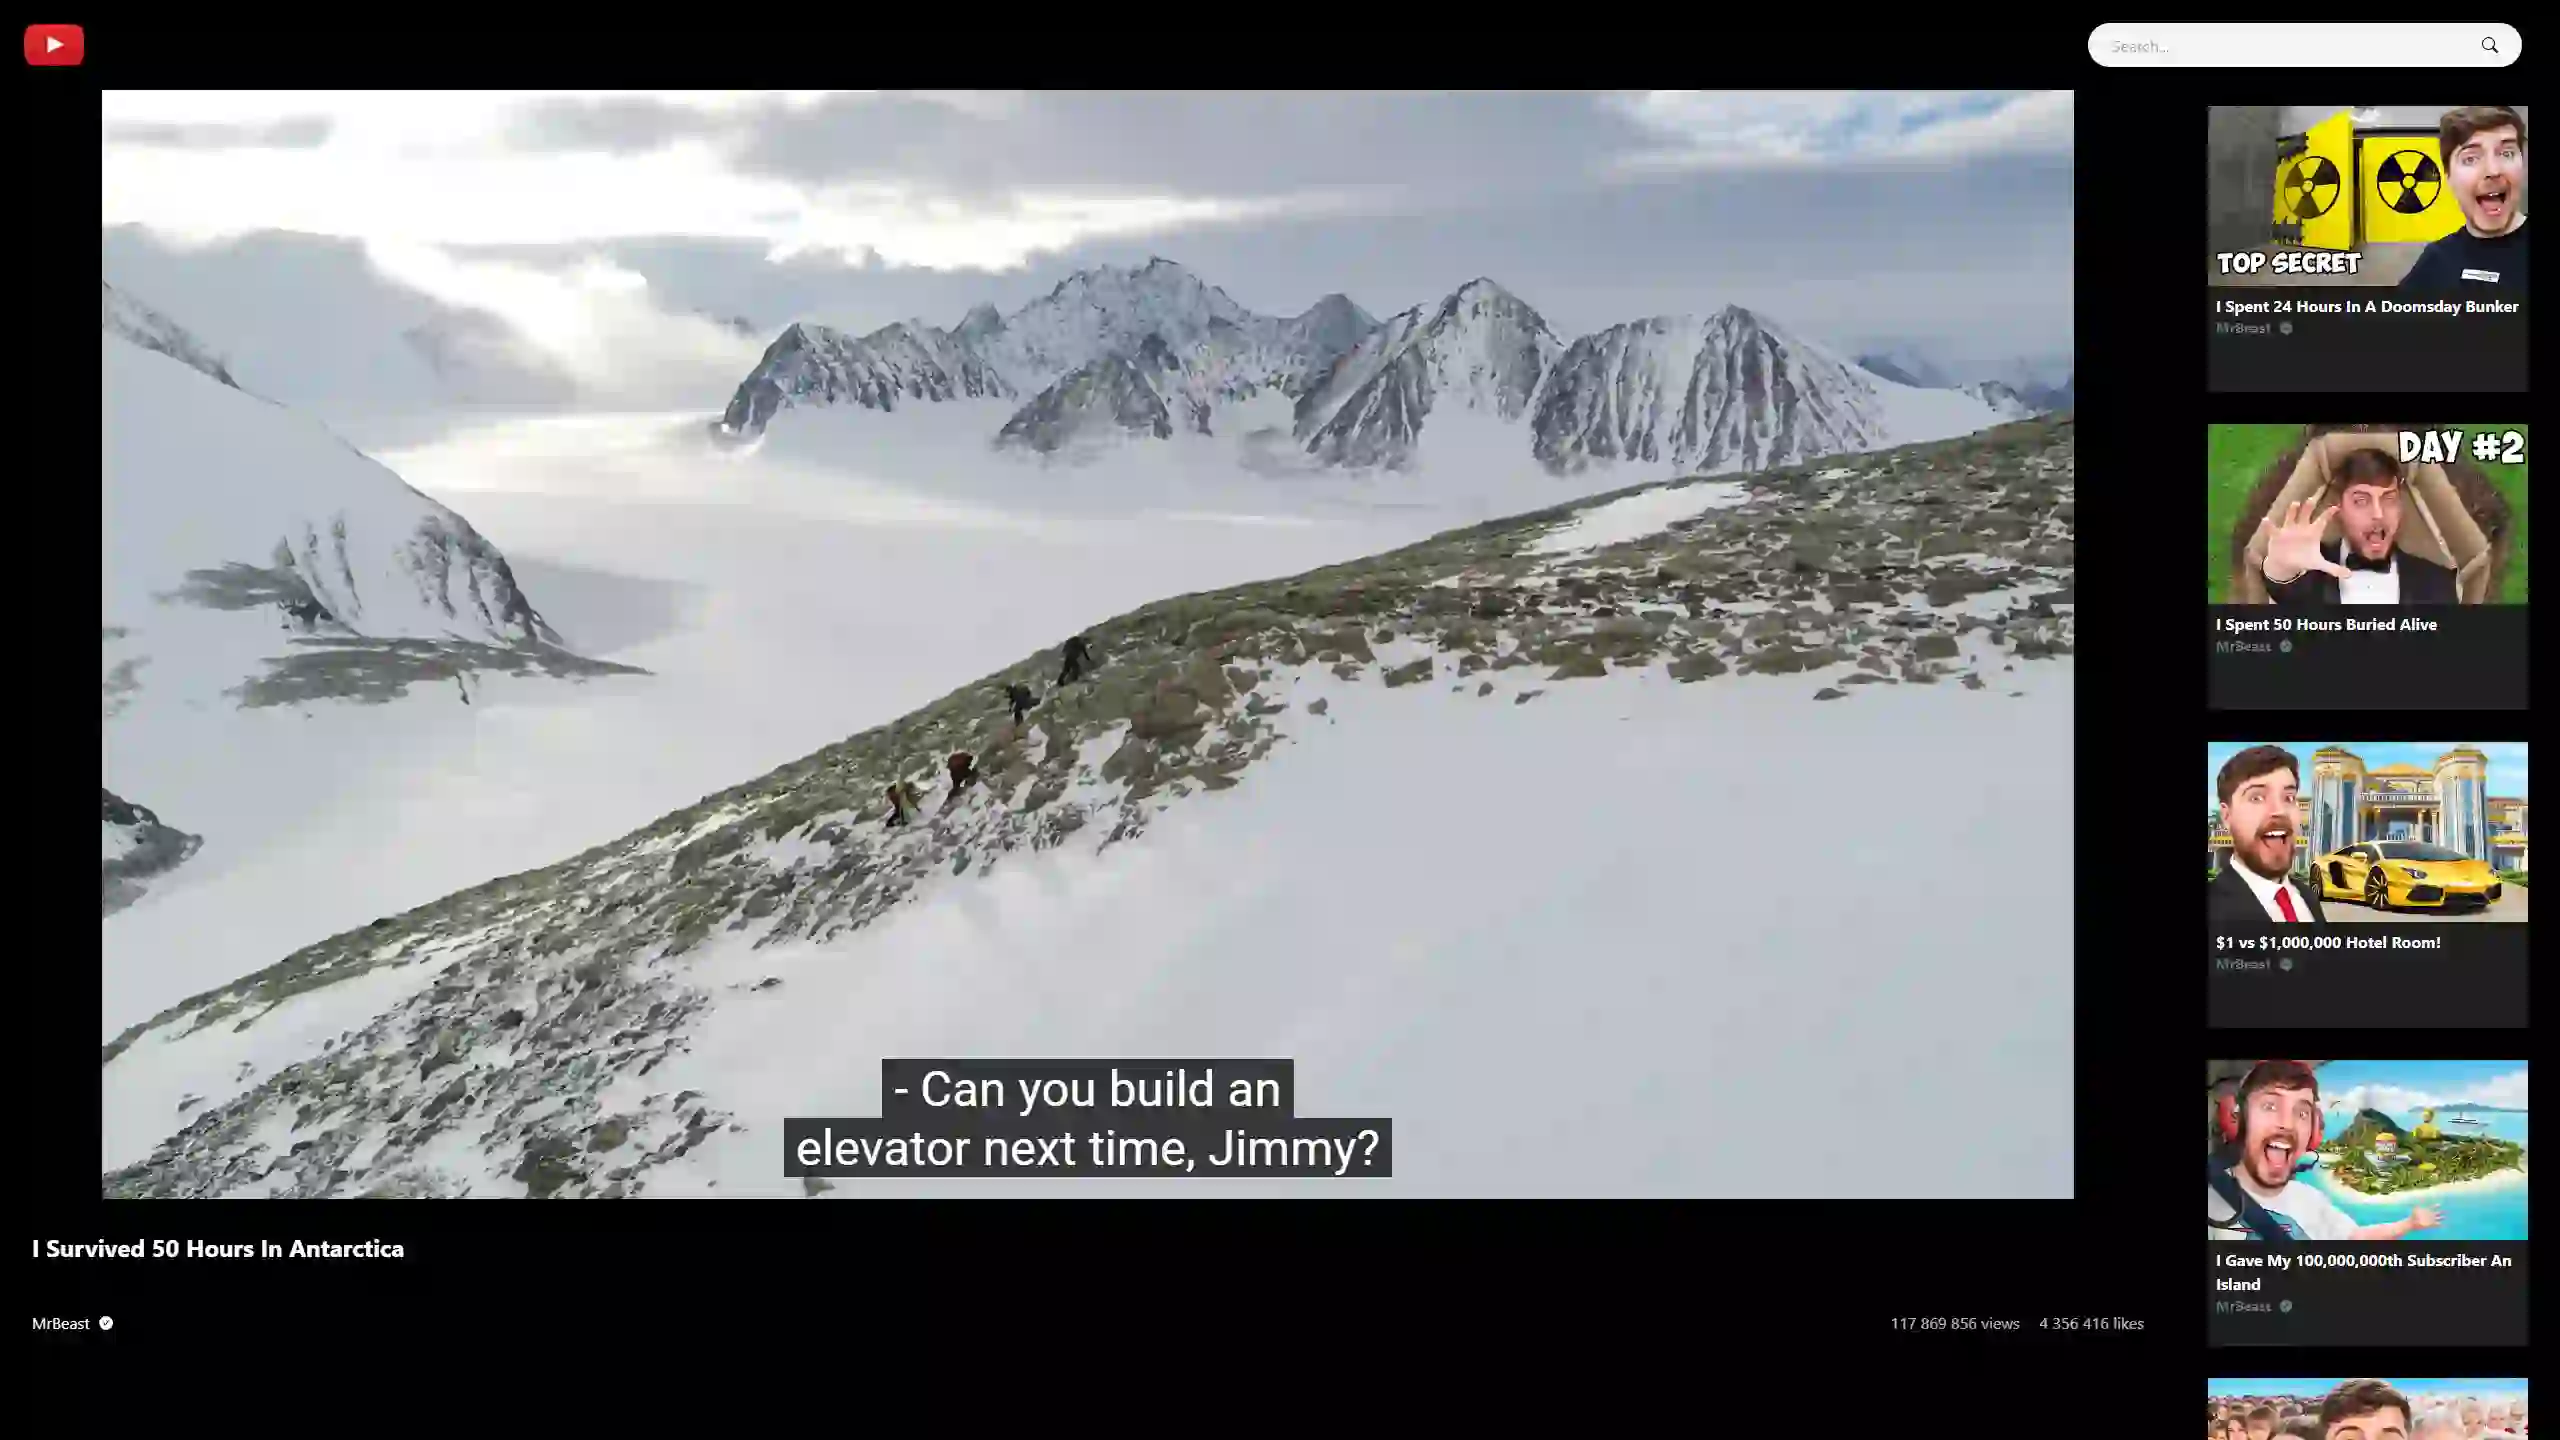 Search...
- Can you build an
elevator next time, Jimmy?
I Survived 50 Hours In Antarctica
MrBeast
117 869 856 views 4 356 416 likes
TOP SECRET
I Spent 24 Hours In A Doomsday Bunker
MrBeast
DAY #2
I Spent 50 Hours Buried Alive
MrBeast
$1 vs $1,000,000 Hotel Room!
MrBeast
I Gave My 100,000,000th Subscriber An
Island
MrBeast